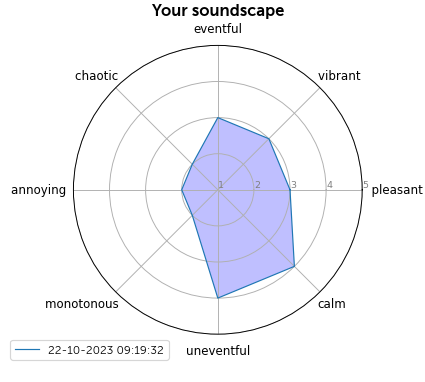 Your soundscape
eventful
chaotic
vibrant
annoying
1 2 3 4 5
pleasant
monotonous
calm
22-10-2023 09:19:32
uneventful